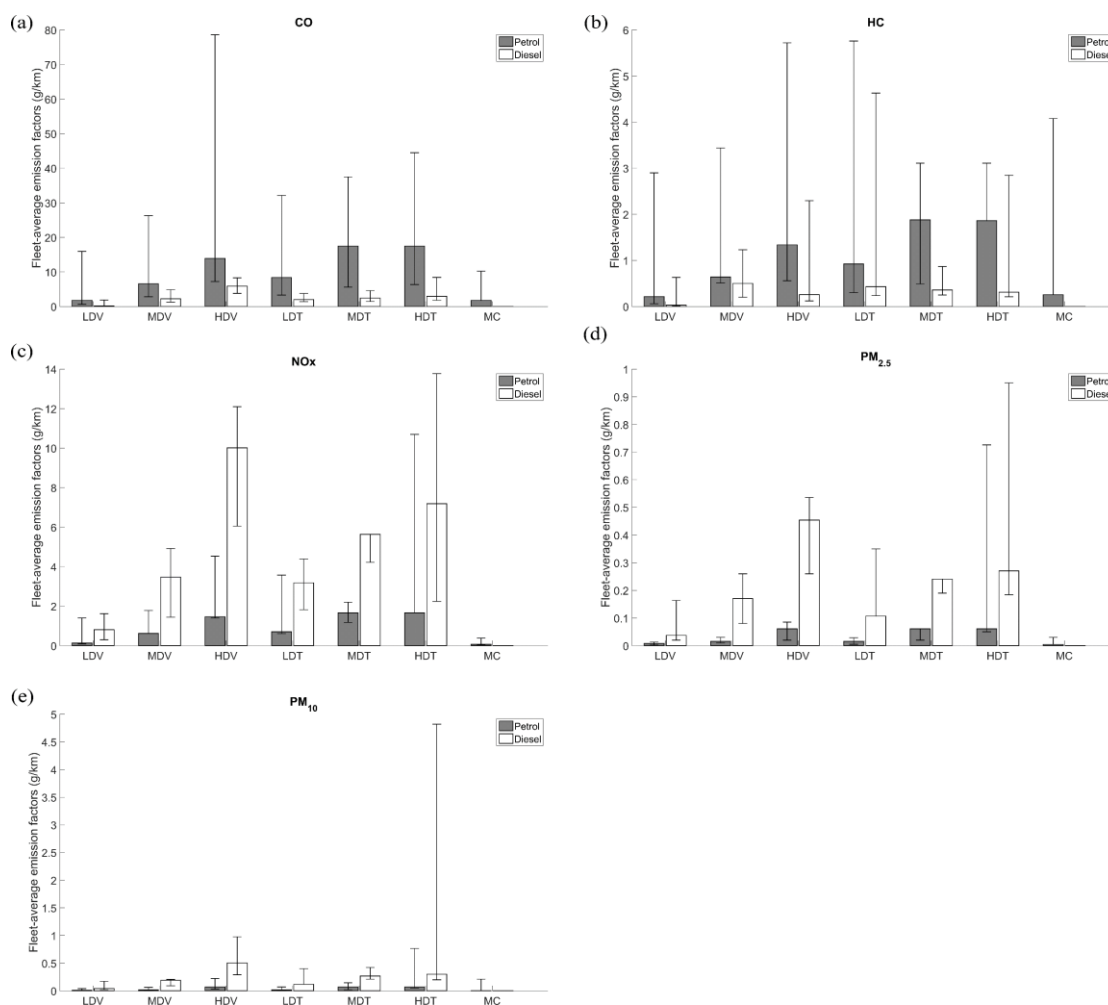 (a)
CO
Fleet-average emission factors (g/km)
80
70
60
50
40
30
20
10
0
LDV MDV HDV LDT MDT HDT MC
Petrol
Diesel
(b)
HC
Fleet-average emission factors (g/km)
6
5
4
3
2
1
0
LDV MDV HDV LDT MDT HDT MC
Petrol
Diesel
(c)
NOx
Fleet-average emission factors (g/km)
14
12
10
8
6
4
2
0
LDV MDV HDV LDT MDT HDT MC
Petrol
Diesel
(d)
PM2.5
Fleet-average emission factors (g/km)
1
0.9
0.8
0.7
0.6
0.5
0.4
0.3
0.2
0.1
0
LDV MDV HDV LDT MDT HDT MC
Petrol
Diesel
(e)
PM10
Fleet-average emission factors (g/km)
5
4.5
4
3.5
3
2.5
2
1.5
1
0.5
0
LDV MDV HDV LDT MDT HDT MC
Petrol
Diesel